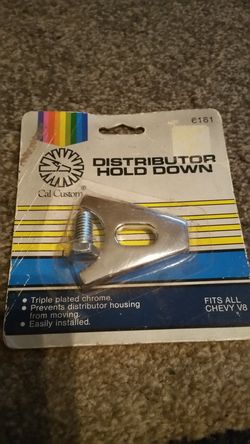 6161
DISTRIBUTOR
HOLD DOWN
Cal Custom®
• Triple plated chrome.
• Prevents distributor housing
from moving.
• Easily installed.
FITS ALL
CHEVY V8